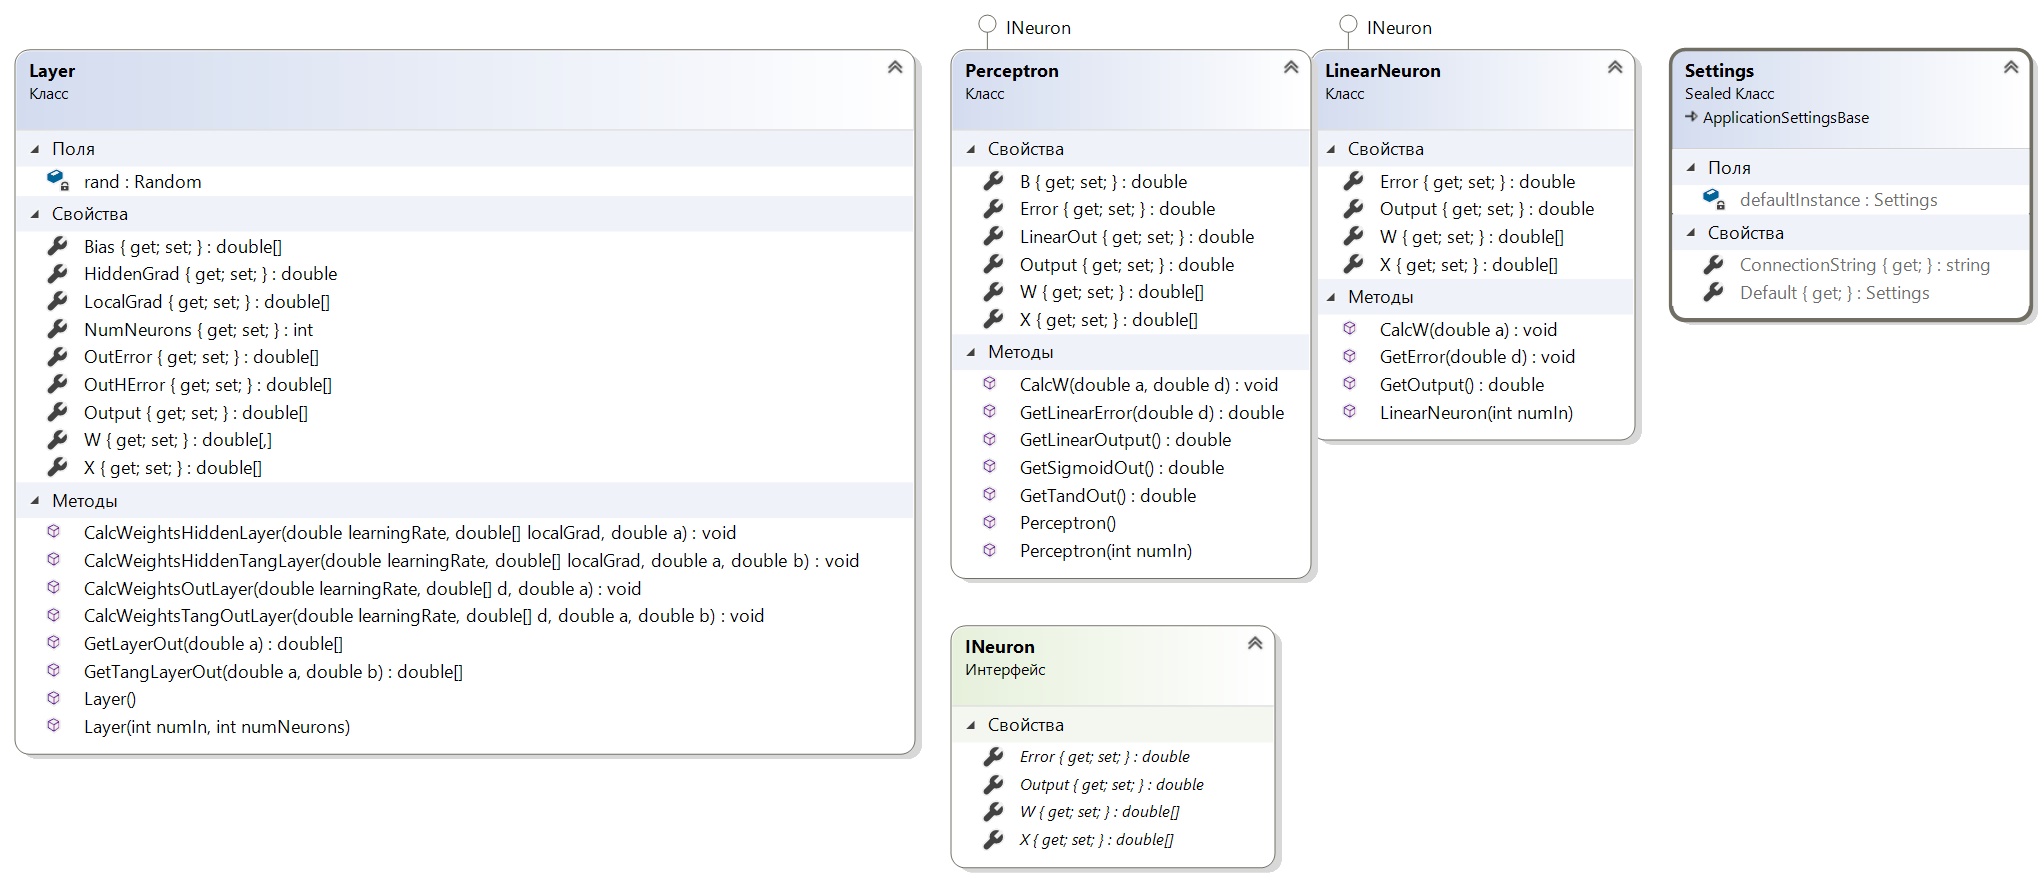 Layer
Класс
Поля
rand : Random
Свойства
Bias { get; set; } : double[]
HiddenGrad { get; set; } : double
LocalGrad { get; set; } : double[]
NumNeurons { get; set; } : int
OutError { get; set; } : double[]
OutHError { get; set; } : double[]
Output { get; set; } : double[]
W { get; set; } : double[,]
X { get; set; } : double[]
Методы
CalcWeightsHiddenLayer(double learningRate, double[] localGrad, double a) : void
CalcWeightsHiddenTangLayer(double learningRate, double[] localGrad, double a, double b) : void
CalcWeightsOutLayer(double learningRate, double[] d, double a) : void
CalcWeightsTangOutLayer(double learningRate, double[] d, double a, double b) : void
GetLayerOut(double a) : double[]
GetTangLayerOut(double a, double b) : double[]
Layer()
Layer(int numIn, int numNeurons)
INeuron
Perceptron
Класс
Свойства
B { get; set; } : double
Error { get; set; } : double
LinearOut { get; set; } : double
Output { get; set; } : double
W { get; set; } : double[]
X { get; set; } : double[]
Методы
CalcW(double a, double d) : void
GetLinearError(double d) : double
GetLinearOutput() : double
GetSigmoidOut() : double
GetTandOut() : double
Perceptron()
Perceptron(int numIn)
INeuron
LinearNeuron
Класс
Свойства
Error { get; set; } : double
Output { get; set; } : double
W { get; set; } : double[]
X { get; set; } : double[]
Методы
CalcW(double a) : void
GetError(double d) : void
GetOutput() : double
LinearNeuron(int numIn)
Settings
Sealed Класс
ApplicationSettingsBase
Поля
defaultInstance : Settings
Свойства
ConnectionString { get; } : string
Default { get; } : Settings
INeuron
Интерфейс
Свойства
Error { get; set; } : double
Output { get; set; } : double
W { get; set; } : double[]
X { get; set; } : double[]